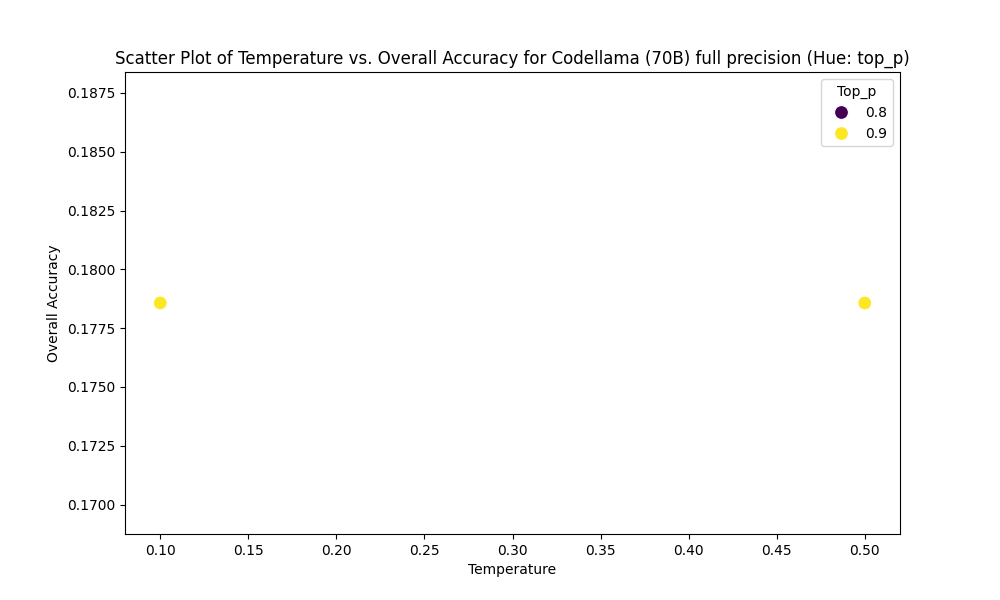 Scatter Plot of Temperature vs. Overall Accuracy for Codellama (70B) full precision (Hue: top_p)
Top_p
0.8
0.9
0.1875
0.1850
0.1825
0.1800
0.1775
0.1750
0.1725
0.1700
Overall Accuracy
0.10 0.15 0.20 0.25 0.30 0.35 0.40 0.45 0.50
Temperature